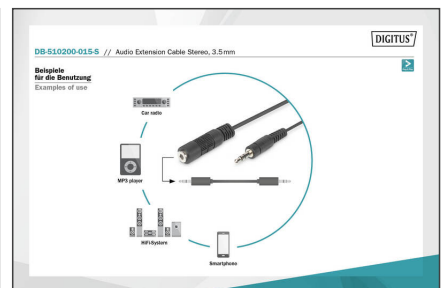 DIGITUS®
DB-510200-015-S // Audio Extension Cable Stereo, 3.5 mm
Beispiele
für die Benutzung
Examples of use
Car radio
MP3 player
HiFi-System
Smartphone